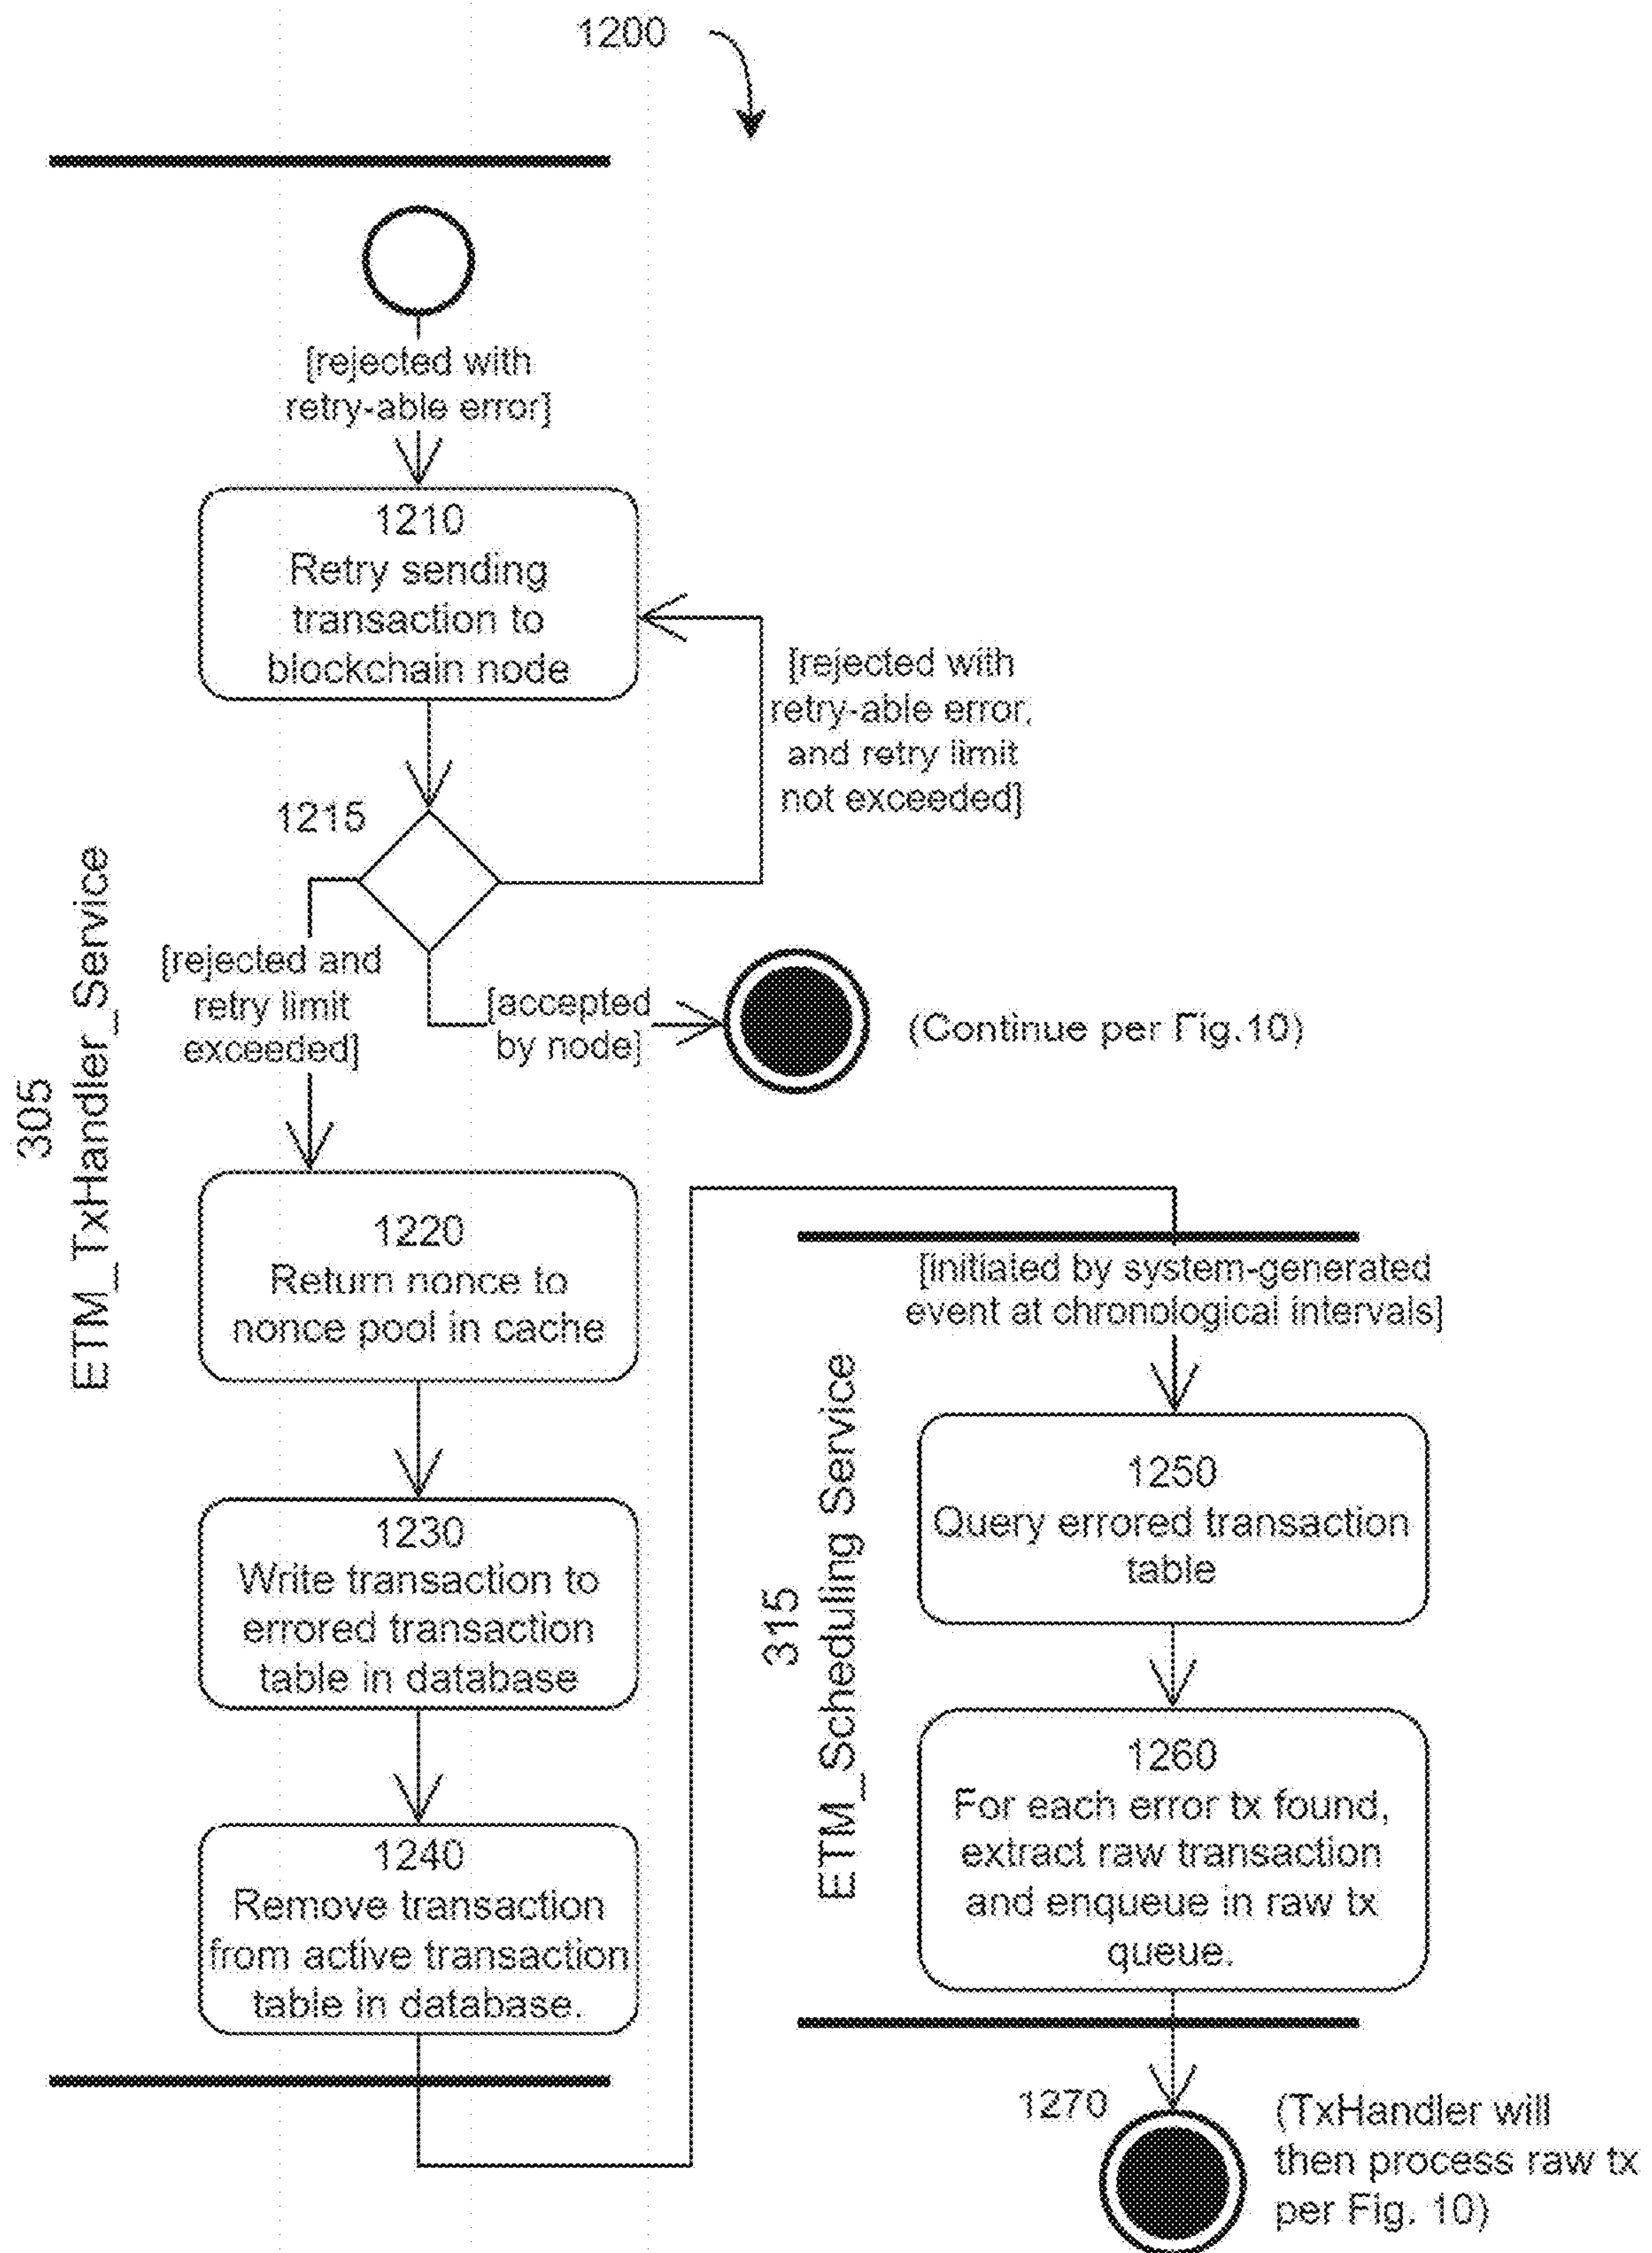 1200
[rejected with
retry-able error]
1210
Retry sending
transaction to
blockchain node
[rejected with
retry-able error,
and retry limit
not exceeded]
1215
[rejected and
retry limit
exceeded]
[accepted
by node]
(Continue per Fig.10)
305
ETM_TxHandler_Service
1220
Return nonce to
nonce pool in cache
1230
Write transaction to
errored transaction
table in database
1240
Remove transaction
from active transaction
table in database.
[initiated by system-generated
event at chronological intervals]
315
ETM_Scheduling Service
1250
Query errored transaction
table
1260
For each error tx found,
extract raw transaction
and enqueue in raw tx
queue.
1270
(TxHandler will
then process raw tx
per Fig. 10)